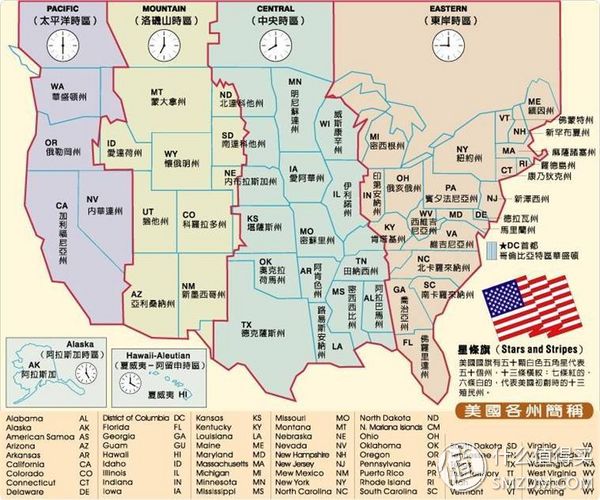 PACIFIC
(太平洋時區)
MOUNTAIN
(洛磯山時區)
CENTRAL
(中央時區)
EASTERN
(東岸時區)
WA
華盛頓州
OR
俄勒岡州
CA
加利福尼亞州
NV
內華達州
MT
蒙大拿州
ID
愛達荷州
WY
懷俄明州
UT
猶他州
CO
科羅拉多州
AZ
亞利桑納州
NM
新墨哥州
ND
北達科他州
SD
南達科他州
NE
內布拉斯加州
KS
堪薩斯州
OK
奧克拉
荷馬州
TX
德克薩斯州
MN
明尼蘇達州
IA
愛阿華州
MO
密蘇里州
AR
阿肯色州
LA
路易斯安納州
WI
威斯康辛州
IL
伊利諾州
TN
田納西州
MS
密西西比州
AL
阿拉巴馬州
MI
密西根州
IN
印第安納州
OH
俄亥俄州
KY
肯塔基州
WV
西維吉尼亞州
VA
維吉尼亞州
PA
賓夕法尼亞州
NY
紐約州
NC
北卡羅來納州
SC
南卡羅來納州
GA
喬治亞州
FL
佛羅里達州
ME
緬因州
VT
佛蒙特州
NH
新罕布夏州
MA
麻薩諸塞州
RI
羅德島州
CT
康乃狄克州
NJ
新澤西州
DE
德拉瓦州
MD
馬里蘭州
★DC首都
哥倫比亞特區華盛頓
Alaska
(阿拉斯加時區)
AK
阿拉斯加
Hawaii-Aleutian
(夏威夷-阿留申時區)
夏威夷 HI
星條旗 (Stars and Stripes)
美國國旗有五十顆白色五角星代表
五十個州,十三條橫紋:七條紅的,
六條白的,代表美國初創時的十三
殖民州。
美國各州簡稱
Alabama AL District of Columbia DC Kansas KS Missouri MO North Dakota ND
Alaska AK Florida FL Kentucky KY Montana MT N. Mariana Islands CM
American Samoa AS Georgia GA Louisiana LA Nebraska NE Ohio OH Dakota SD Virginia VA
Arizona AZ Guam GU Maine ME Nevada NV Oklahoma OK
Arkansas AR Hawaii HI Maryland MD New Hampshire NH Oregon
California CA Idaho ID Massachusetts MA New Jersey NJ Pennsylvania PA TX Washington WA
Colorado CO Illinois IL Michigan MI New Mexico NM Puerto Rico PR
Connecticut CT Indiana IN Minnesota MN New York NY Rhode Island RI
Delaware DE Iowa IA Mississippi MS North Carolina NC South Carolina
什么值得买
SMZDM.COM